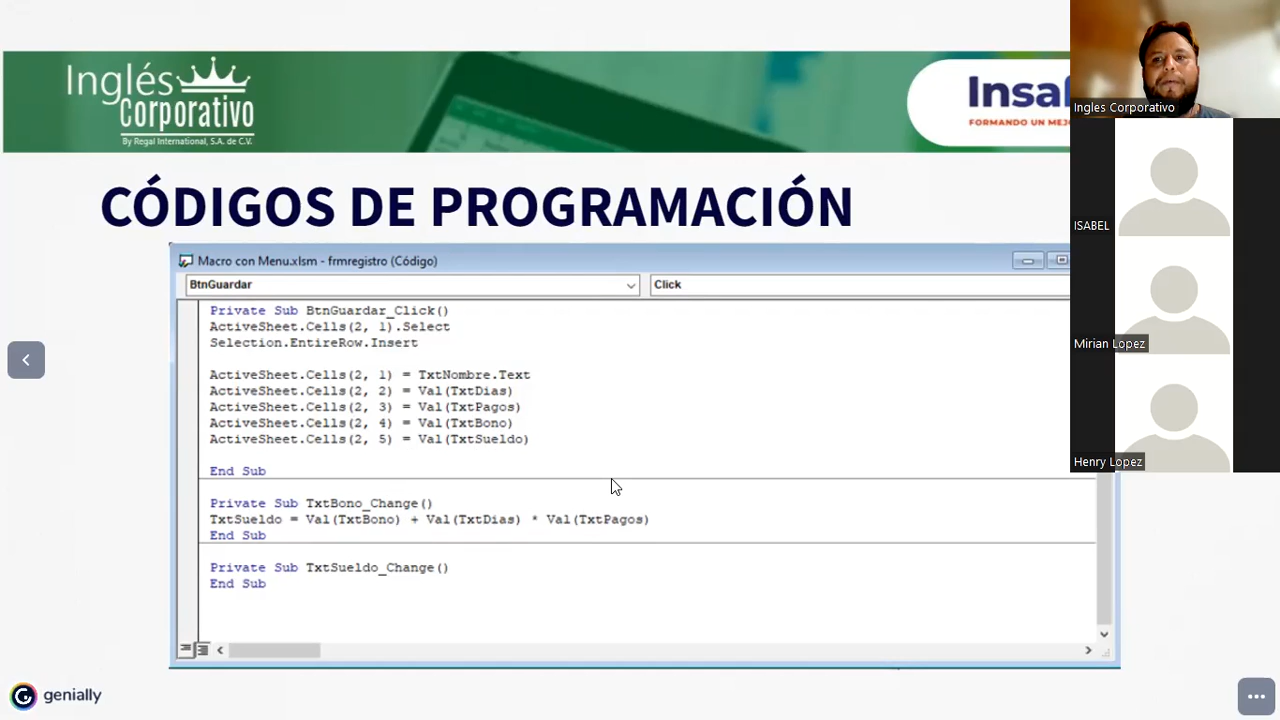 Inglés
Corporativo
By Regal International, S.A. de C.V.
Insaf
FORMANDO UN MEJ
CÓDIGOS DE PROGRAMACIÓN
Macro con Menu.xlsm - frmregistro (Código)
BtnGuardar
Click
Private Sub BtnGuardar_Click()
ActiveSheet.Cells(2, 1).Select
Selection.EntireRow.Insert
ActiveSheet.Cells(2, 1) = TxtNombre.Text
ActiveSheet.Cells(2, 2) = Val(TxtDias)
ActiveSheet.Cells(2, 3) = Val(TxtPagos)
ActiveSheet.Cells(2, 4) = Val(TxtBono)
ActiveSheet.Cells(2, 5) = Val(TxtSueldo)
End Sub
Private Sub TxtBono_Change()
TxtSueldo = Val(TxtBono) + Val(TxtDias) * Val(TxtPagos)
End Sub
Private Sub TxtSueldo_Change()
End Sub
genially
Ingles Corporativo
ISABEL
Mirian Lopez
Henry Lopez